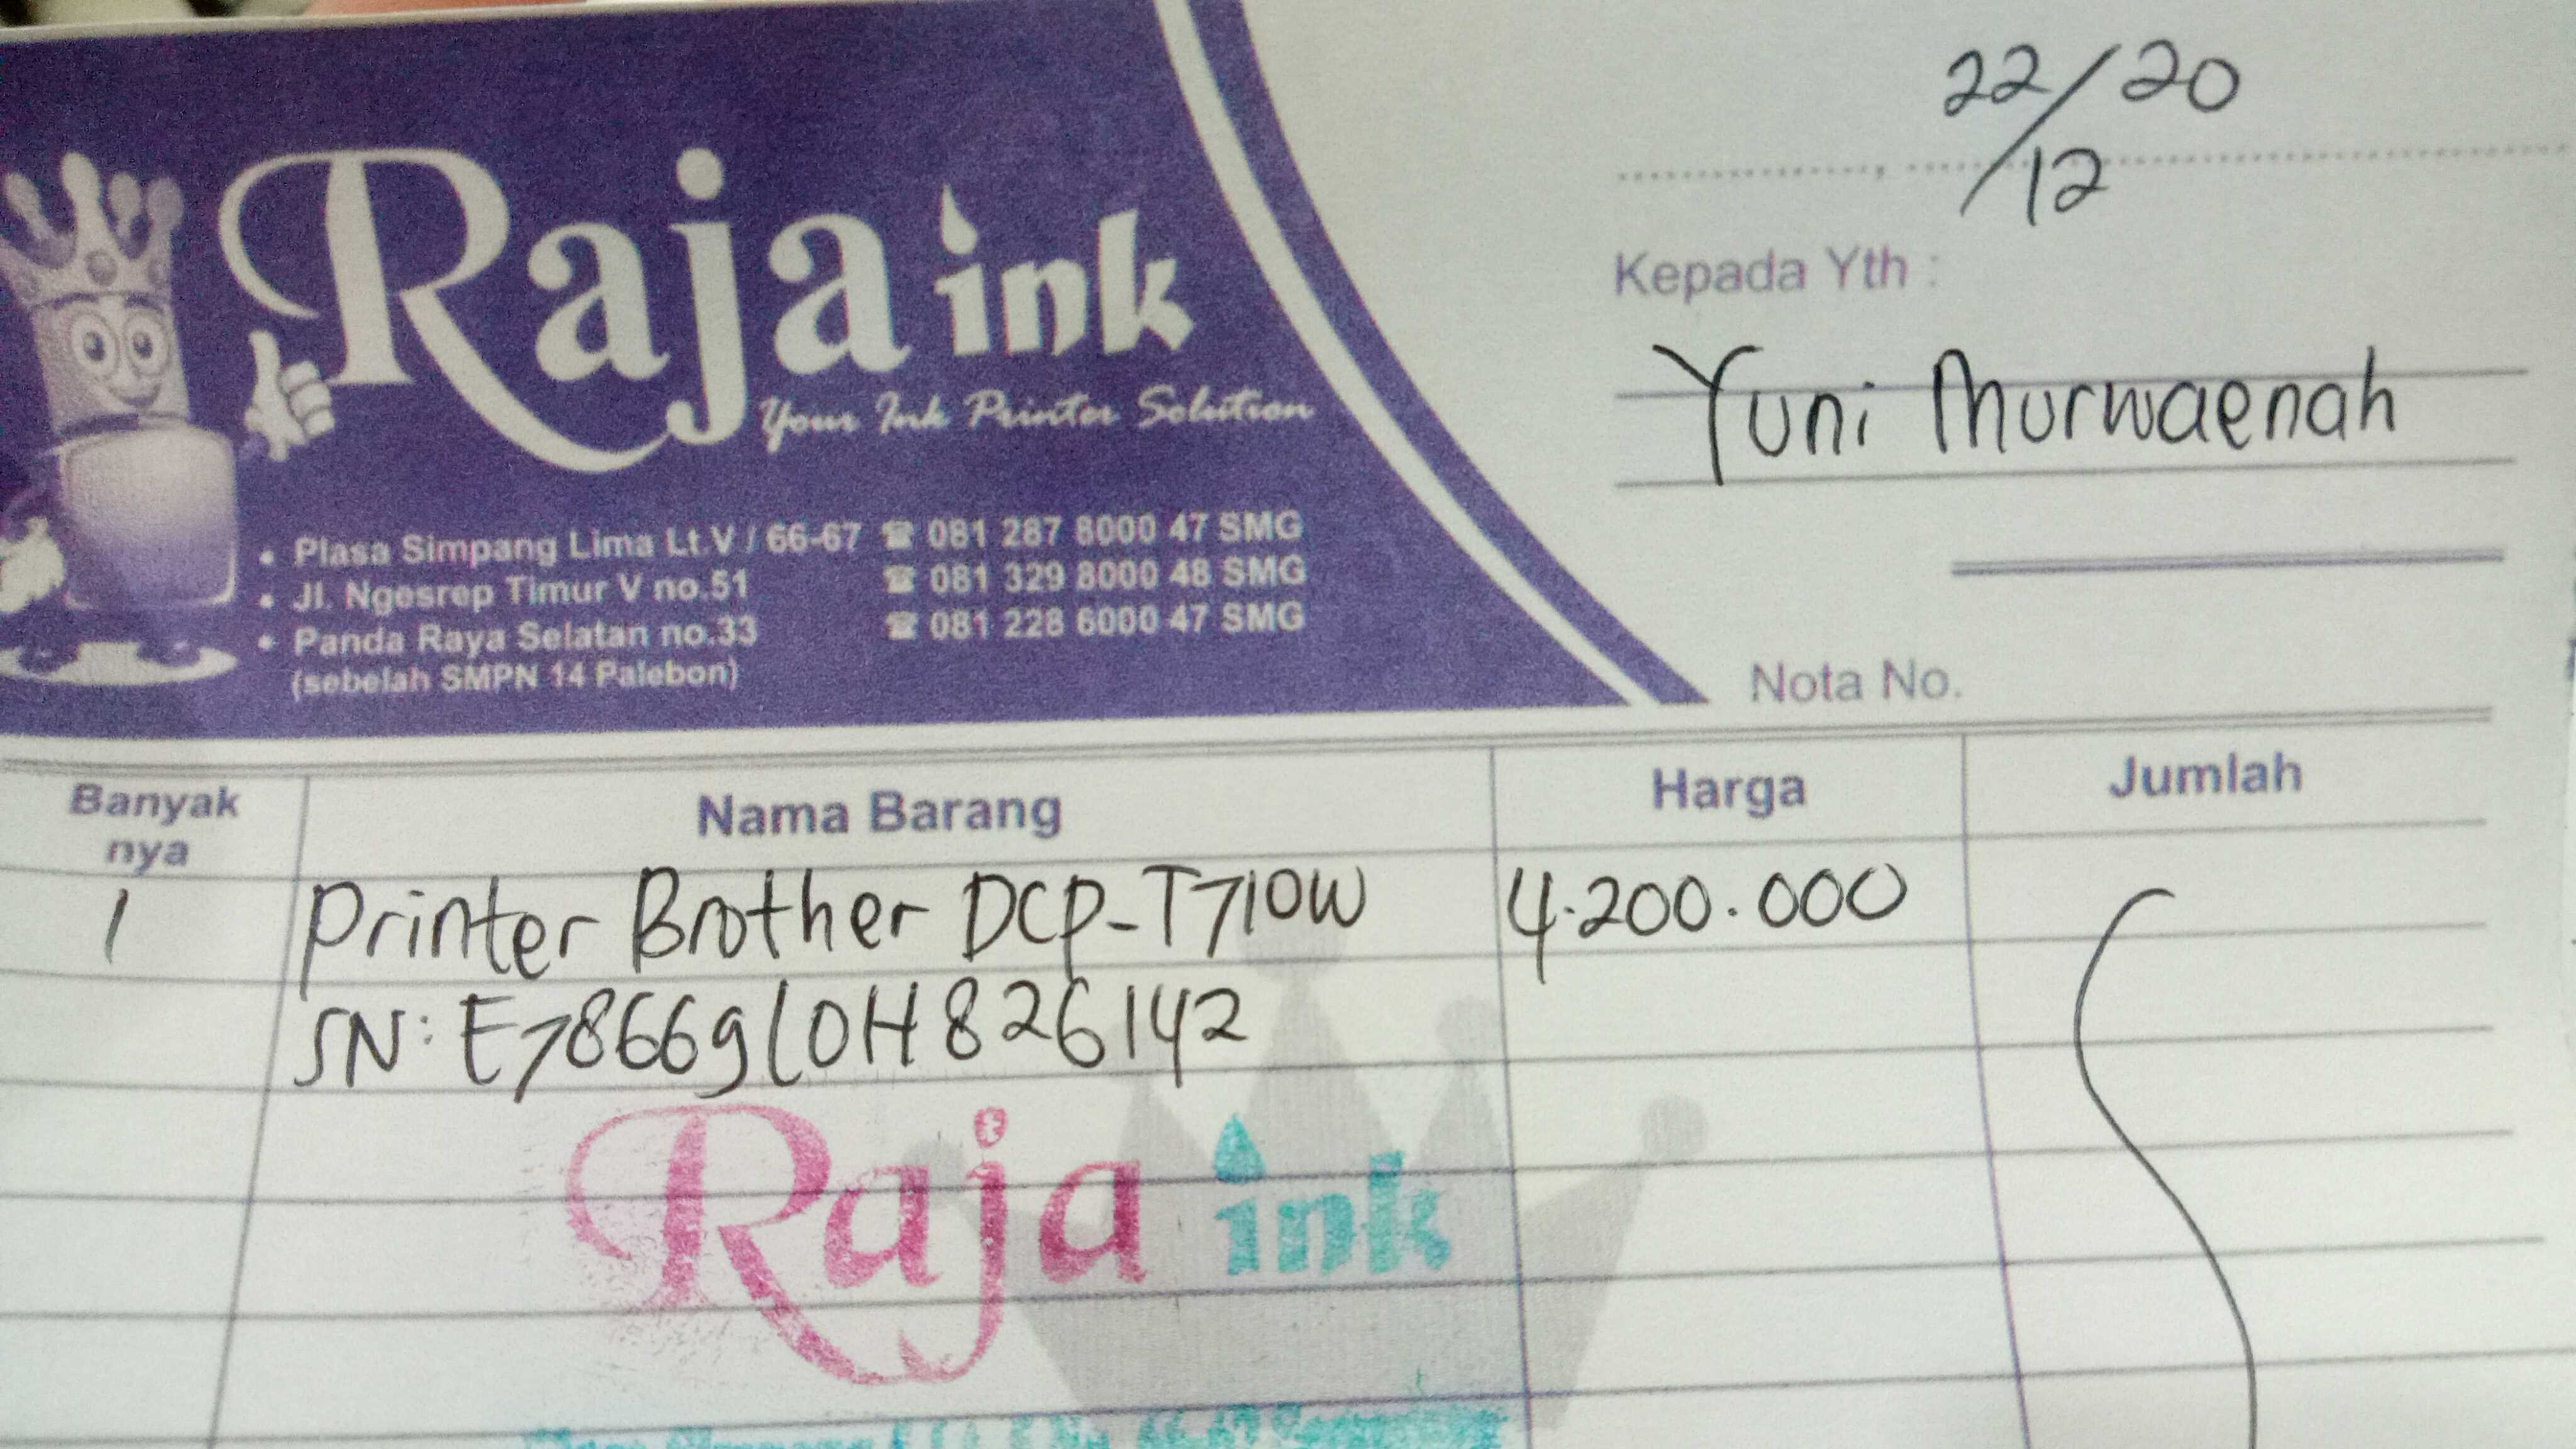 22/20
/12
Raja ink
Your Ink Printer Solution
Kepada Yth :
Yuni Murwaenah
• Plasa Simpang Lima Lt.V / 66-67 ☎ 081 287 8000 47 SMG
• Jl. Ngesrep Timur V no.51 ☎ 081 329 8000 48 SMG
• Panda Raya Selatan no.33 ☎ 081 228 6000 47 SMG
(sebelah SMPN 14 Palebon)
Nota No.
Banyak nya Nama Barang Harga Jumlah
1 Printer Brother DCP-T710W 4.200.000
SN: E78669L0H826142
Raja ink